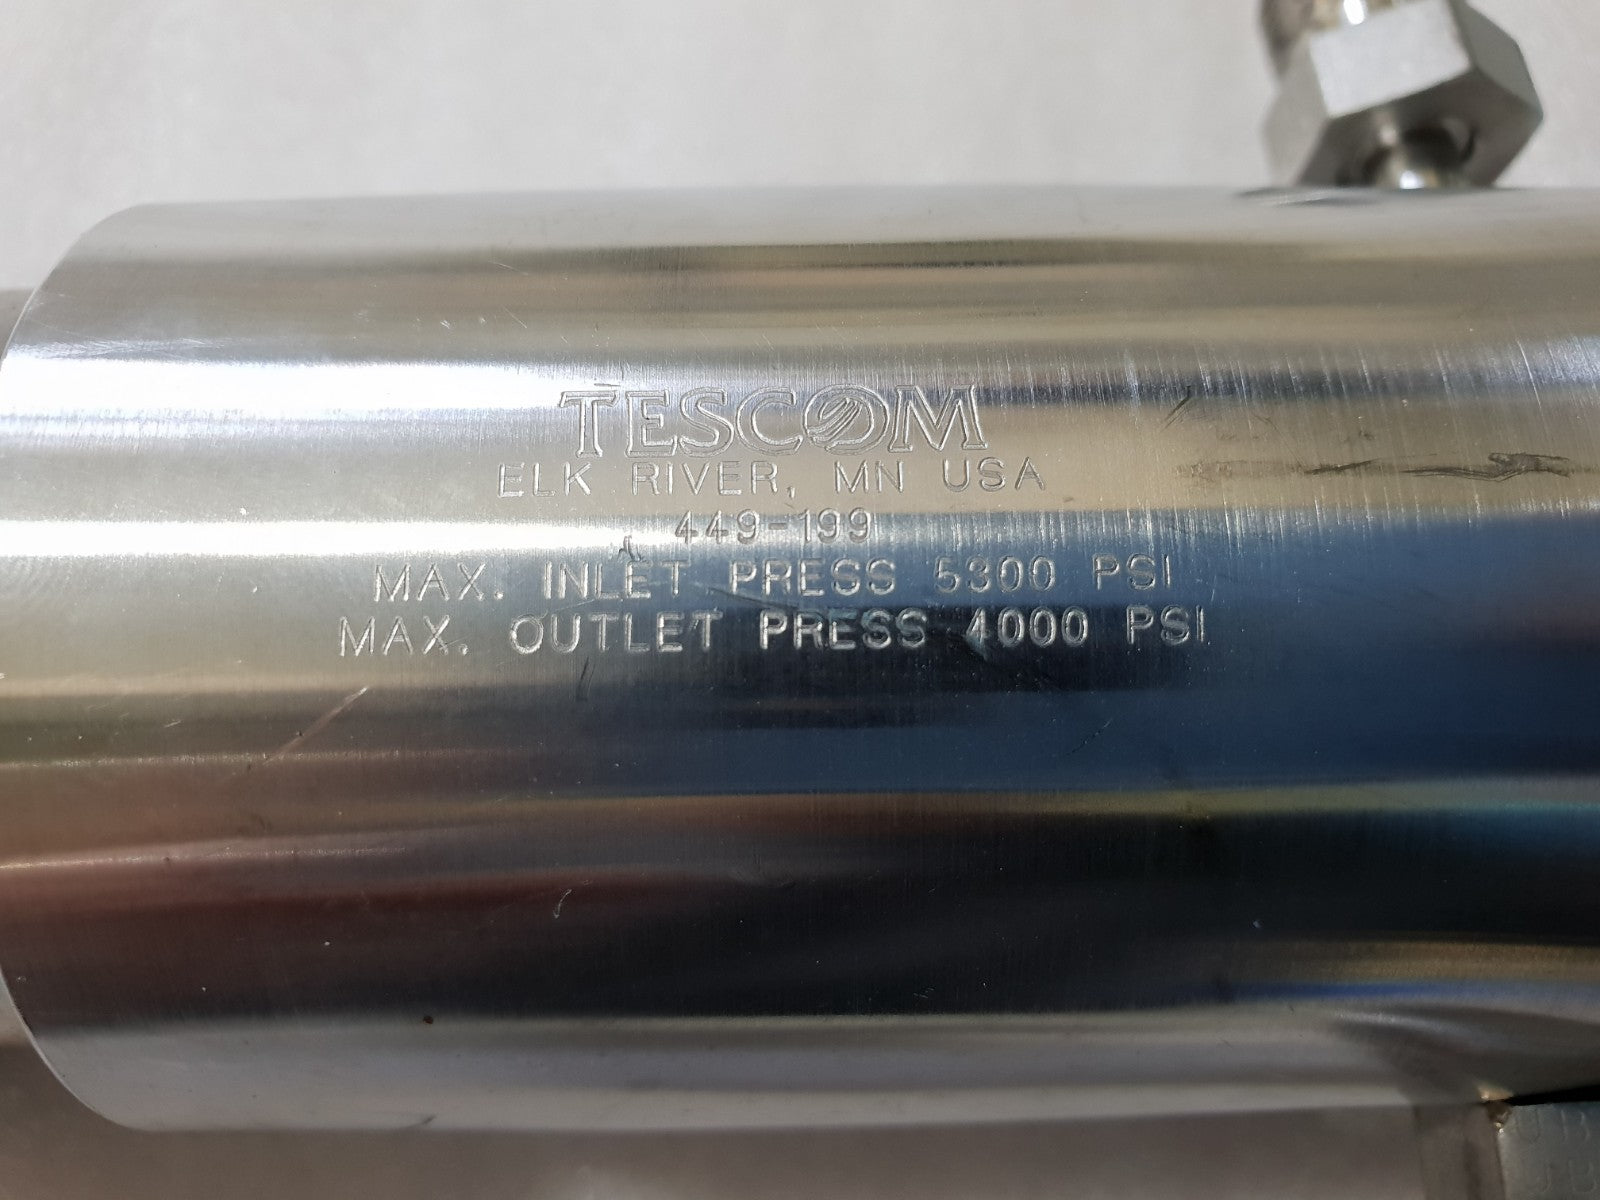 TESCOM
ELK RIVER, MN USA
449-199
MAX. INLET PRESS 5300 PSI
MAX. OUTLET PRESS 4000 PSI